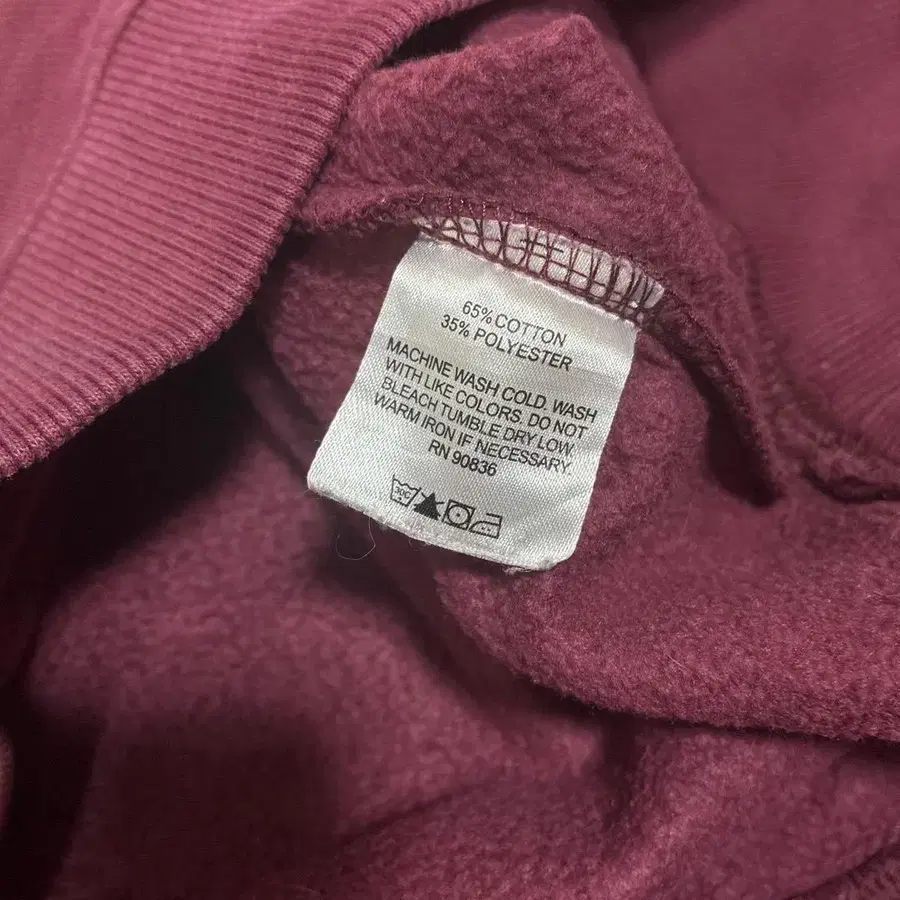 65% COTTON
35% POLYESTER
MACHINE WASH COLD. WASH
WITH LIKE COLORS. DO NOT
BLEACH TUMBLE DRY LOW.
WARM IRON IF NECESSARY.
RN 90836
30C